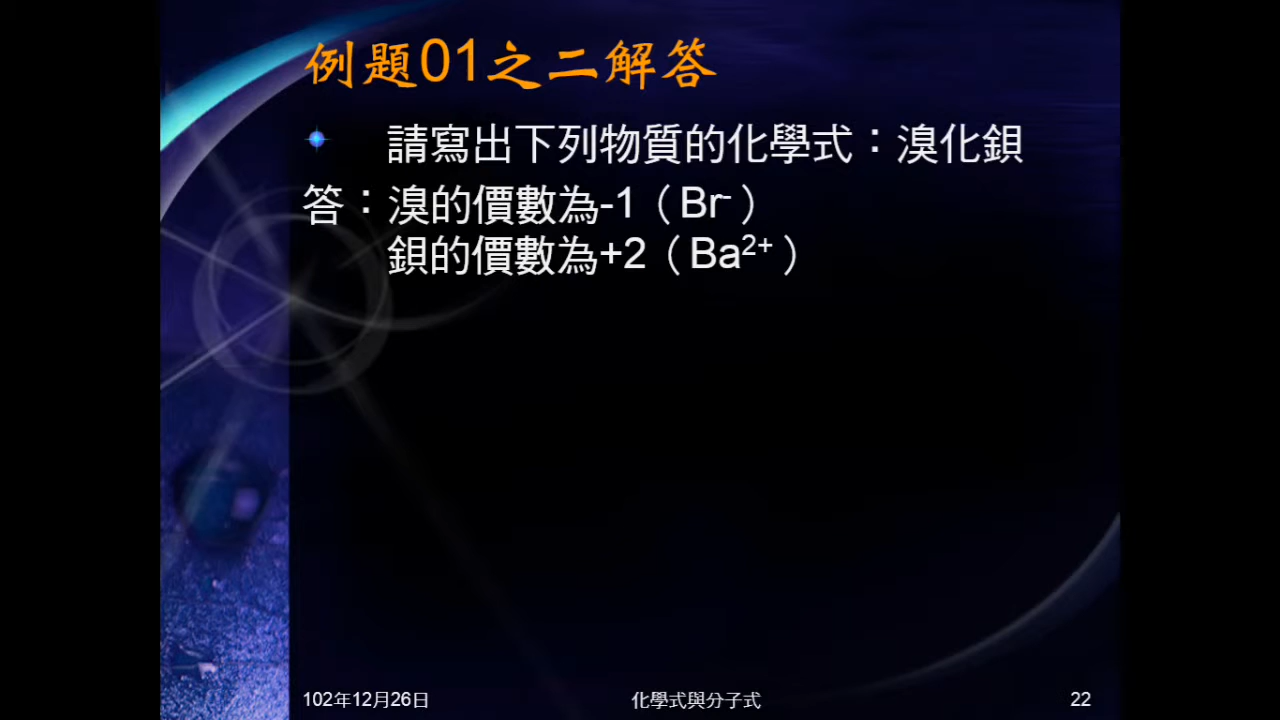 例題01之二解答
請寫出下列物質的化學式：溴化鋇
答：溴的價數為-1（Br⁻）
鋇的價數為+2（Ba²⁺）
102年12月26日
化學式與分子式
22